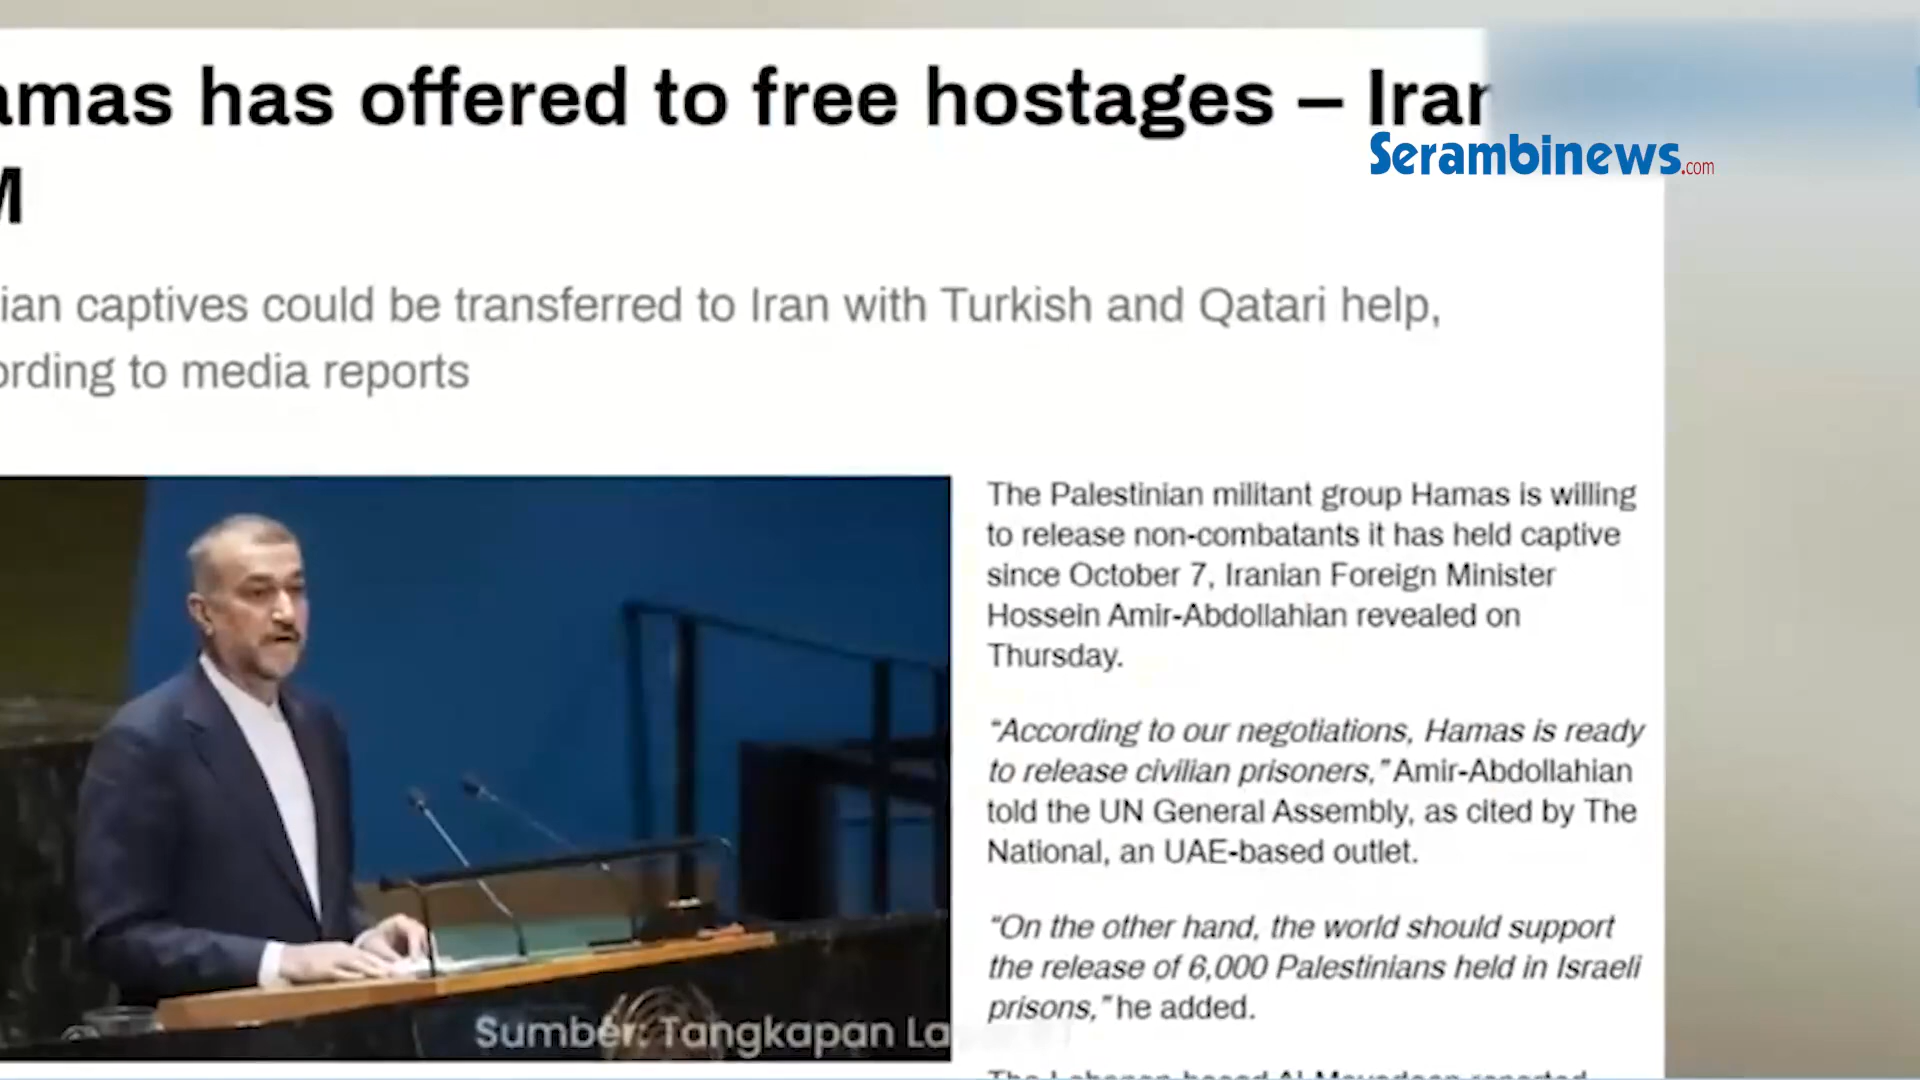 amas has offered to free hostages – Iran
Serambinews.com
M
ian captives could be transferred to Iran with Turkish and Qatari help,
ording to media reports
The Palestinian militant group Hamas is willing
to release non-combatants it has held captive
since October 7, Iranian Foreign Minister
Hossein Amir-Abdollahian revealed on
Thursday.
“According to our negotiations, Hamas is ready
to release civilian prisoners,” Amir-Abdollahian
told the UN General Assembly, as cited by The
National, an UAE-based outlet.
“On the other hand, the world should support
the release of 6,000 Palestinians held in Israeli
prisons,” he added.
Sumber: Tangkapan